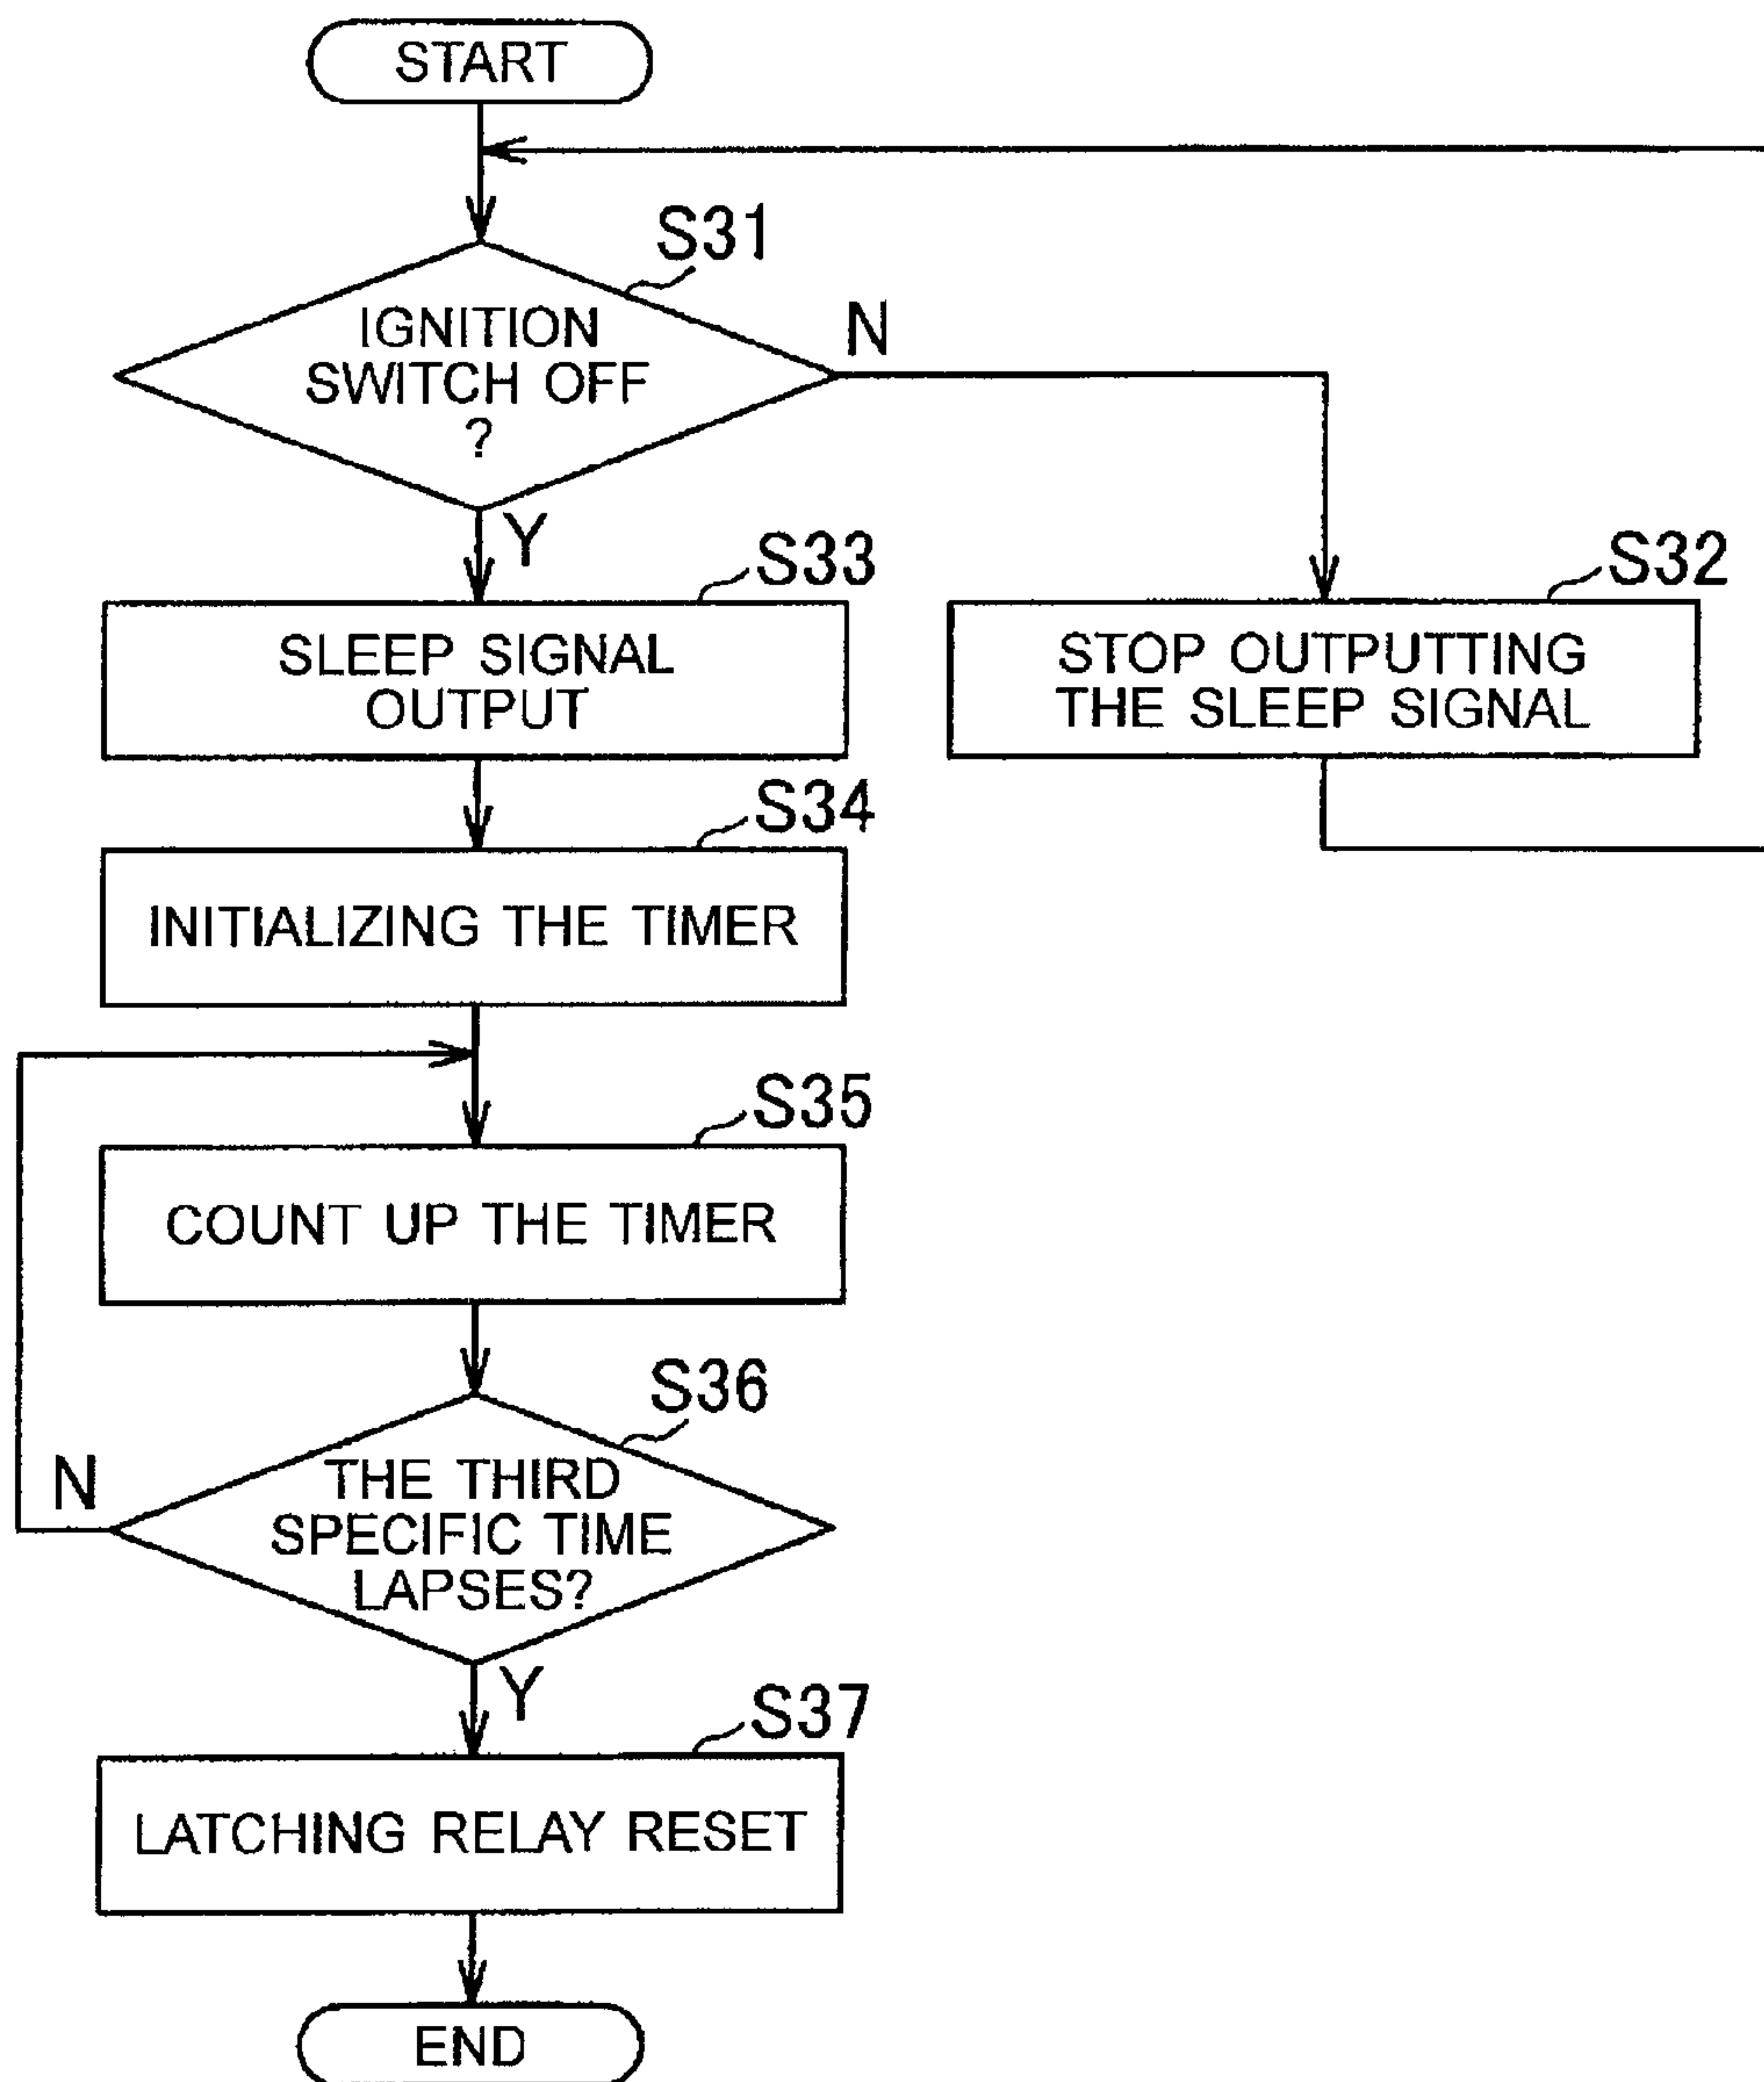 START
S31
IGNITION
SWITCH OFF
?
N
Y
S33
SLEEP SIGNAL
OUTPUT
S32
STOP OUTPUTTING
THE SLEEP SIGNAL
S34
INITIALIZING THE TIMER
S35
COUNT UP THE TIMER
S36
THE THIRD
SPECIFIC TIME
LAPSES?
N
Y
S37
LATCHING RELAY RESET
END